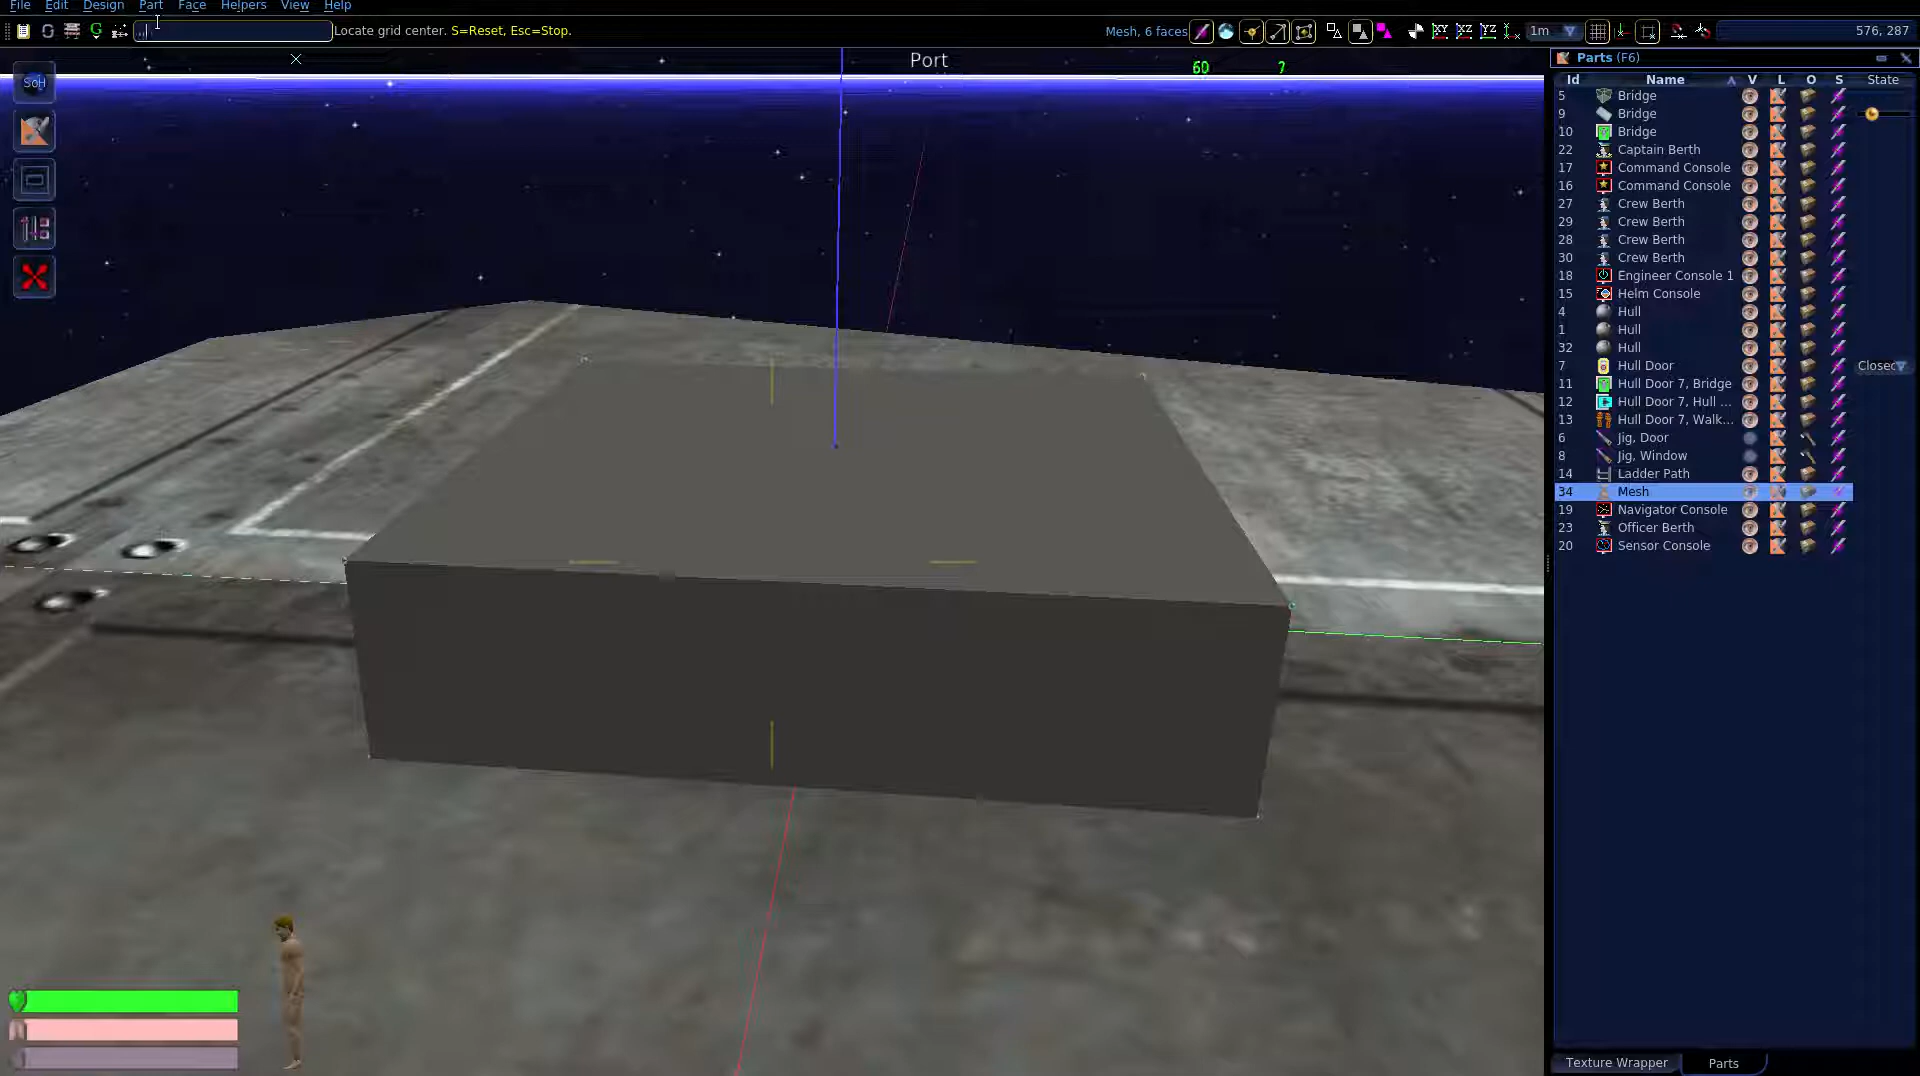 File Edit Design Part Face Helpers View Help
Locate grid center. S=Reset, Esc=Stop.
Mesh, 6 faces
XY XZ YZ
1m
576, 287
Port
60 ?
SoH
Parts (F6)
Id Name V L O S State
5 Bridge
9 Bridge
10 Bridge
22 Captain Berth
17 Command Console
16 Command Console
27 Crew Berth
29 Crew Berth
28 Crew Berth
30 Crew Berth
18 Engineer Console 1
15 Helm Console
4 Hull
1 Hull
32 Hull
7 Hull Door Closed
11 Hull Door 7, Bridge
12 Hull Door 7, Hull ...
13 Hull Door 7, Walk...
6 Jig, Door
8 Jig, Window
14 Ladder Path
34 Mesh
19 Navigator Console
23 Officer Berth
20 Sensor Console
Texture Wrapper Parts